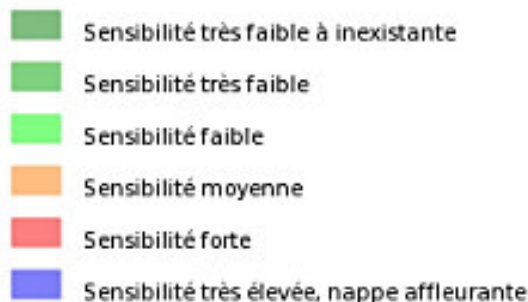 Sensibilité très faible à inexistante
Sensibilité très faible
Sensibilité faible
Sensibilité moyenne
Sensibilité forte
Sensibilité très élevée, nappe affleurante